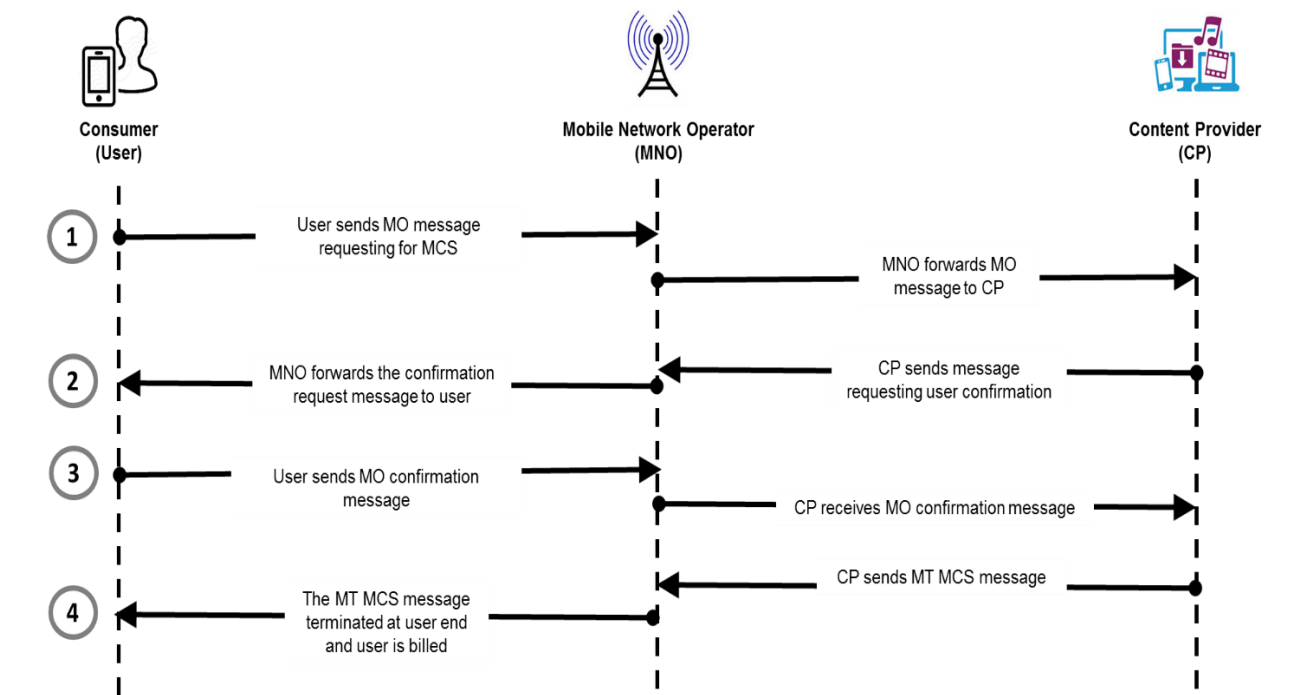 Consumer
(User)
Mobile Network Operator
(MNO)
Content Provider
(CP)
1
User sends MO message
requesting for MCS
MNO forwards MO
message to CP
2
MNO forwards the confirmation
request message to user
CP sends message
requesting user confirmation
3
User sends MO confirmation
message
CP receives MO confirmation message
CP sends MT MCS message
4
The MT MCS message
terminated at user end
and user is billed